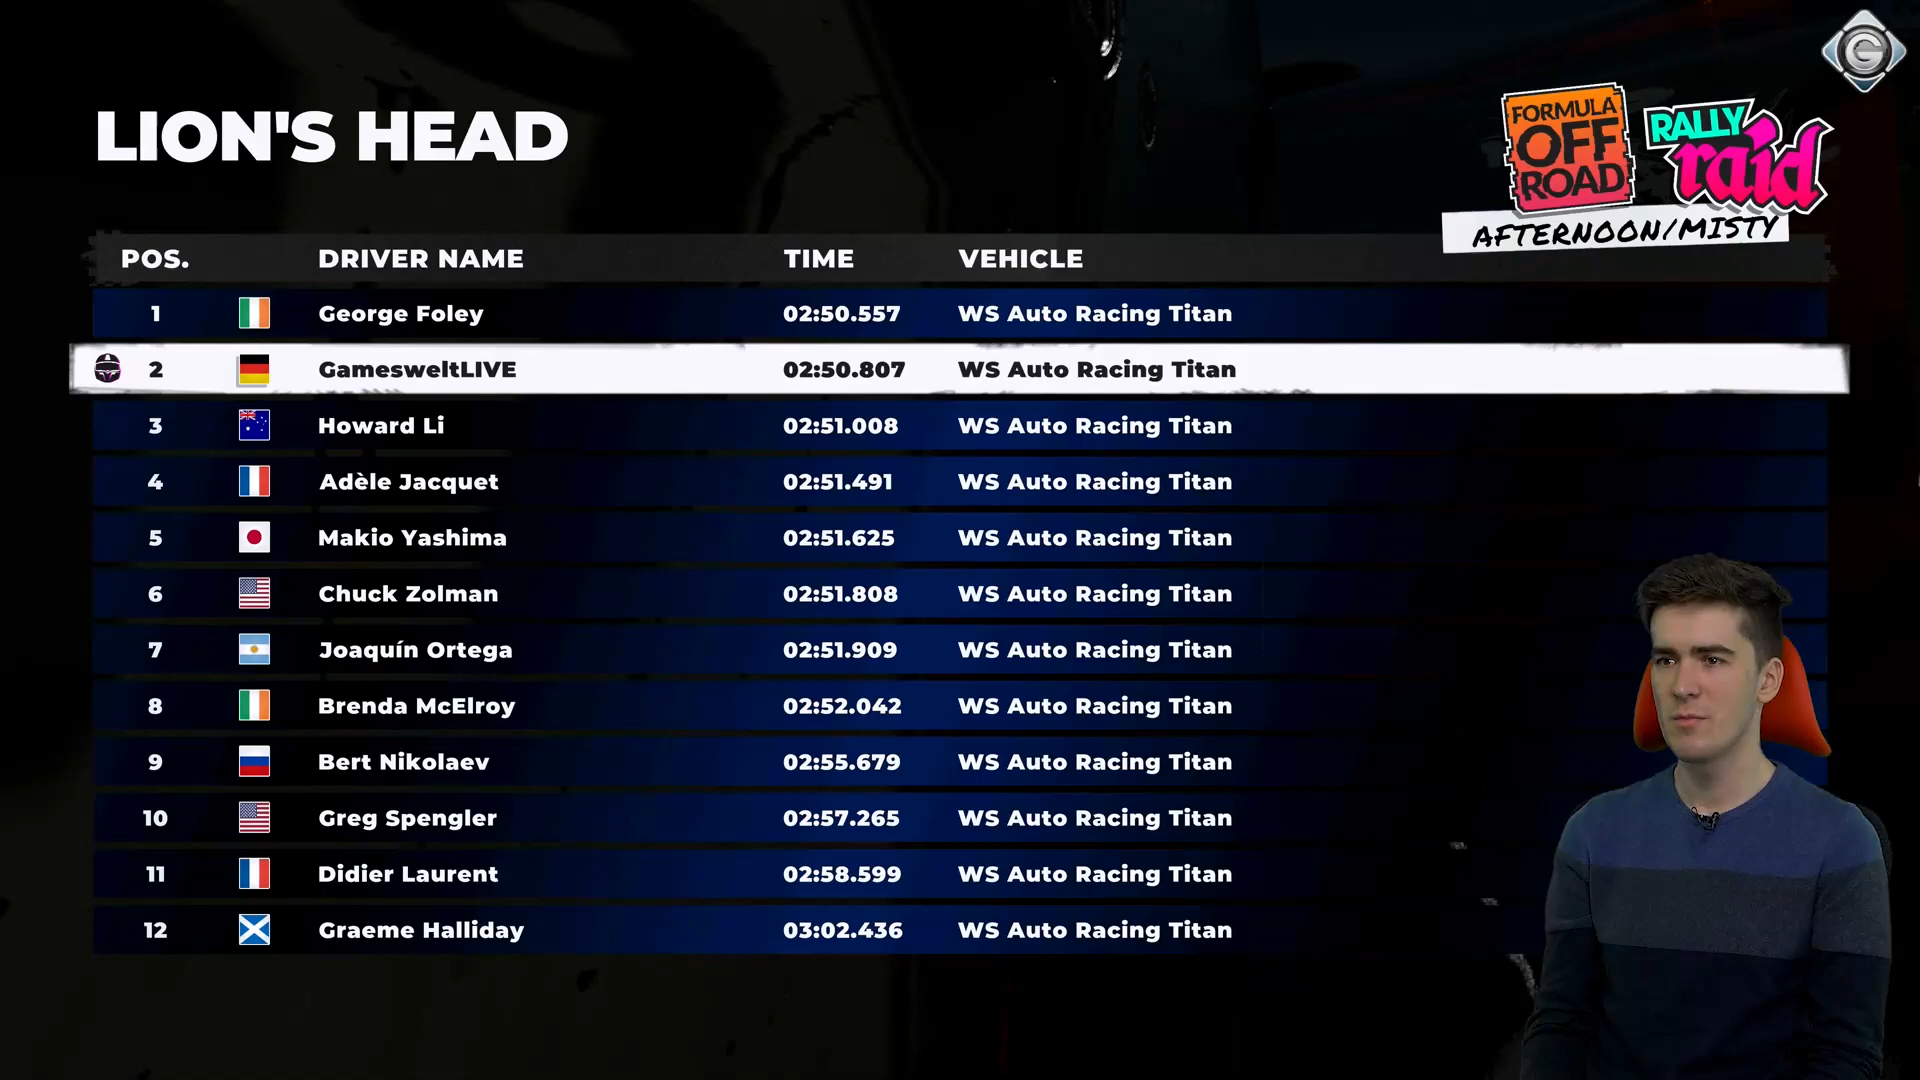 G
LION'S HEAD
FORMULA
OFF
ROAD
RALLY
raid
AFTERNOON/MISTY
POS. DRIVER NAME TIME VEHICLE
1 George Foley 02:50.557 WS Auto Racing Titan
2 GamesweltLIVE 02:50.807 WS Auto Racing Titan
3 Howard Li 02:51.008 WS Auto Racing Titan
4 Adèle Jacquet 02:51.491 WS Auto Racing Titan
5 Makio Yashima 02:51.625 WS Auto Racing Titan
6 Chuck Zolman 02:51.808 WS Auto Racing Titan
7 Joaquín Ortega 02:51.909 WS Auto Racing Titan
8 Brenda McElroy 02:52.042 WS Auto Racing Titan
9 Bert Nikolaev 02:55.679 WS Auto Racing Titan
10 Greg Spengler 02:57.265 WS Auto Racing Titan
11 Didier Laurent 02:58.599 WS Auto Racing Titan
12 Graeme Halliday 03:02.436 WS Auto Racing Titan